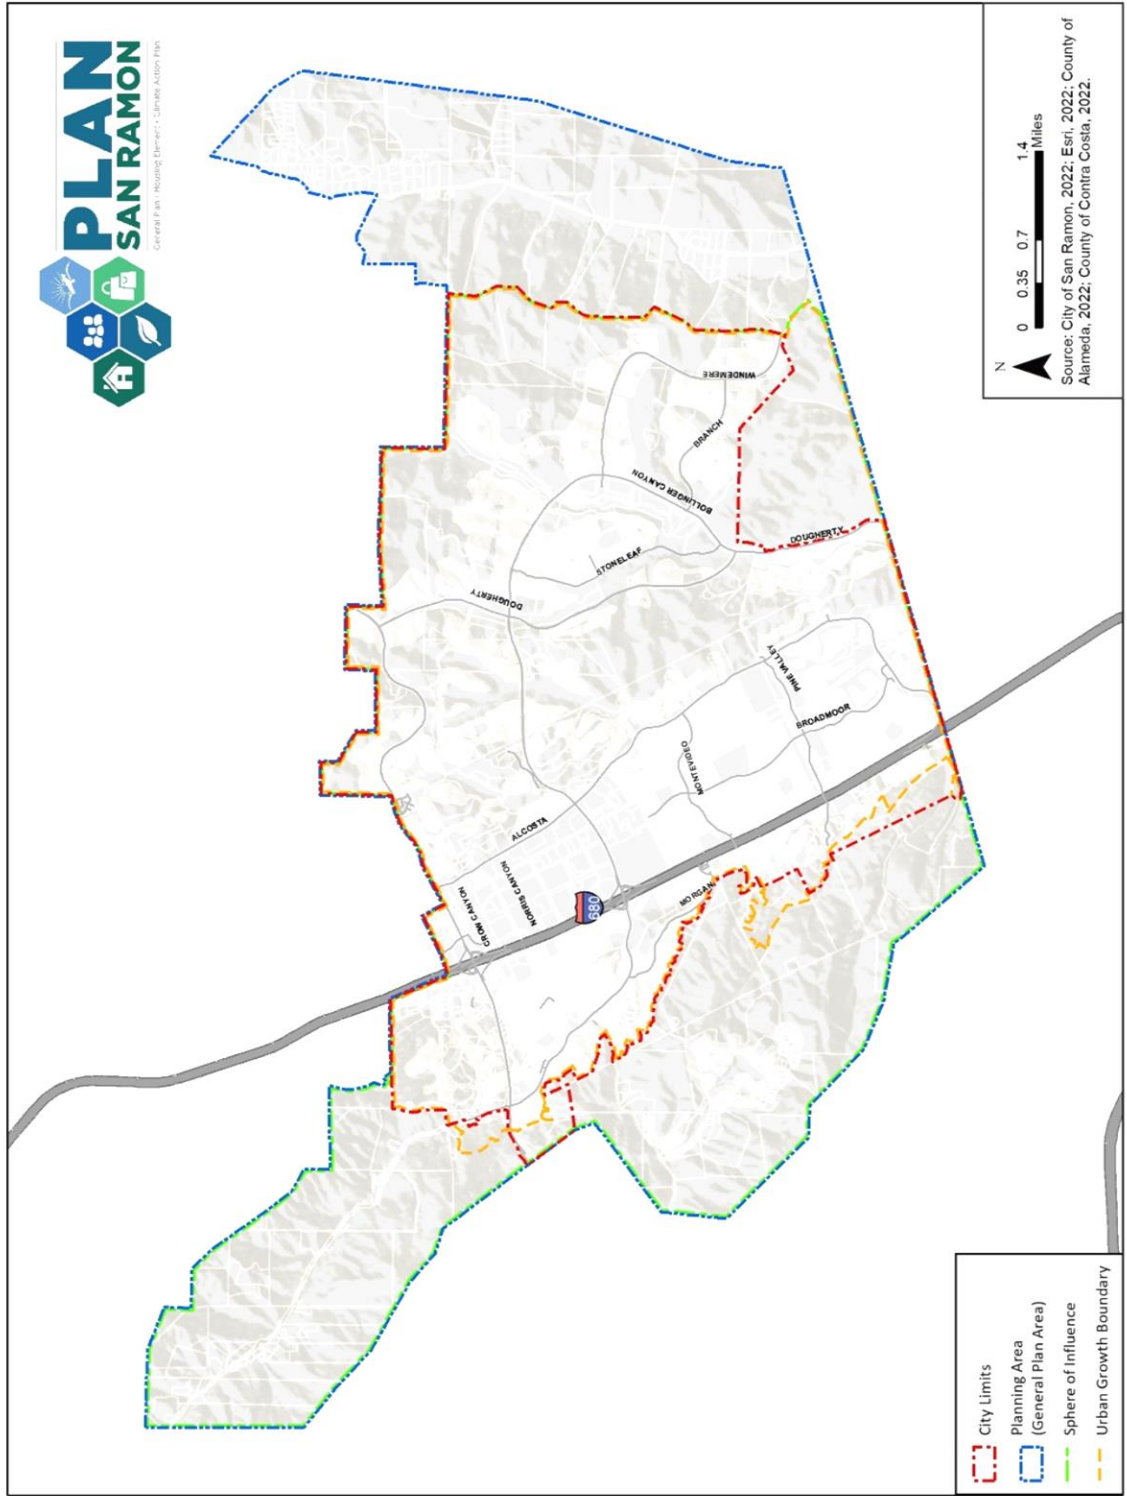 PLAN
SAN RAMON
General Plan • Housing Element • Climate Action Plan
CROW CANYON
NORRIS CANYON
ALCOSTA
680
MORGAN
MONTEVIDEO
BROADMOOR
PINE VALLEY
DOUGHERTY
STONELEAF
BOLLINGER CANYON
BRANCH
WINDEMERE
DOUGHERTY
City Limits
Planning Area
(General Plan Area)
Sphere of Influence
Urban Growth Boundary
N
0 0.35 0.7 1.4
Miles
Source: City of San Ramon, 2022; Esri, 2022; County of
Alameda, 2022; County of Contra Costa, 2022.